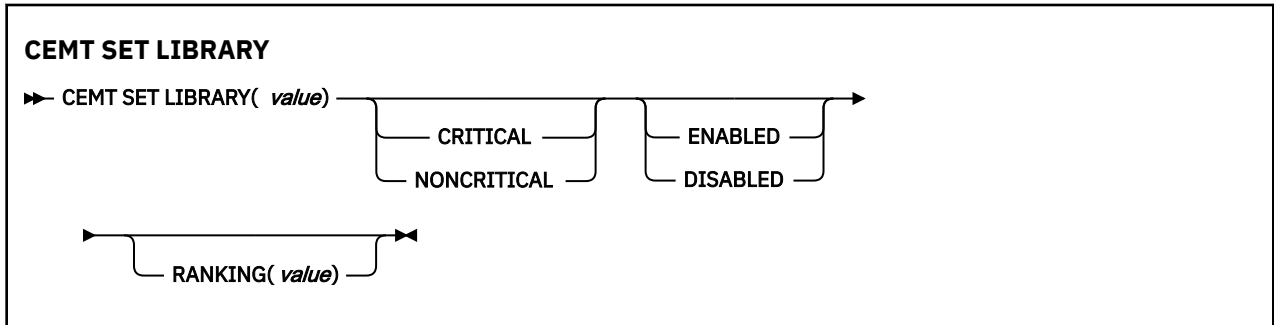 CEMT SET LIBRARY
CEMT SET LIBRARY( value)
CRITICAL
ENABLED
NONCRITICAL
DISABLED
RANKING( value)